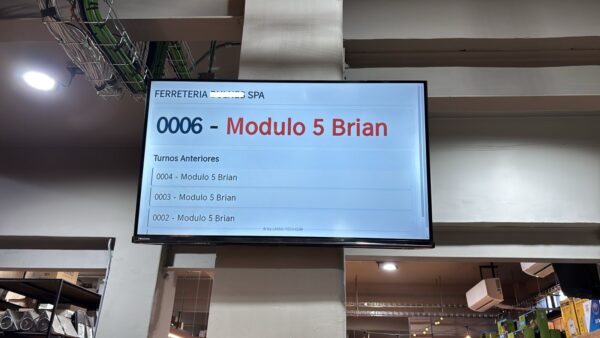 FERRETERIA SPA
0006 - Modulo 5 Brian
Turnos Anteriores
0004 - Modulo 5 Brian
0003 - Modulo 5 Brian
0002 - Modulo 5 Brian